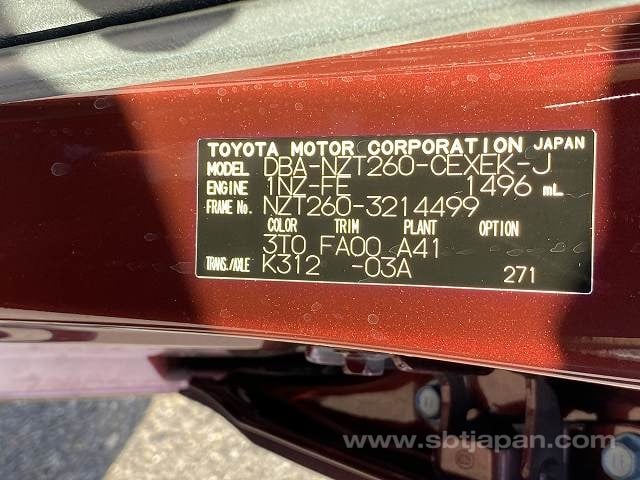 TOYOTA MOTOR CORPORATION JAPAN
MODEL DBA-NZT260-CEXEK-J
ENGINE 1NZ-FE 1496 mL
FRAME No. NZT260-3214499
COLOR TRIM PLANT OPTION
3T0 FA00 A41
TRANS./AXLE K312 -03A
271
www.sbtjapan.com